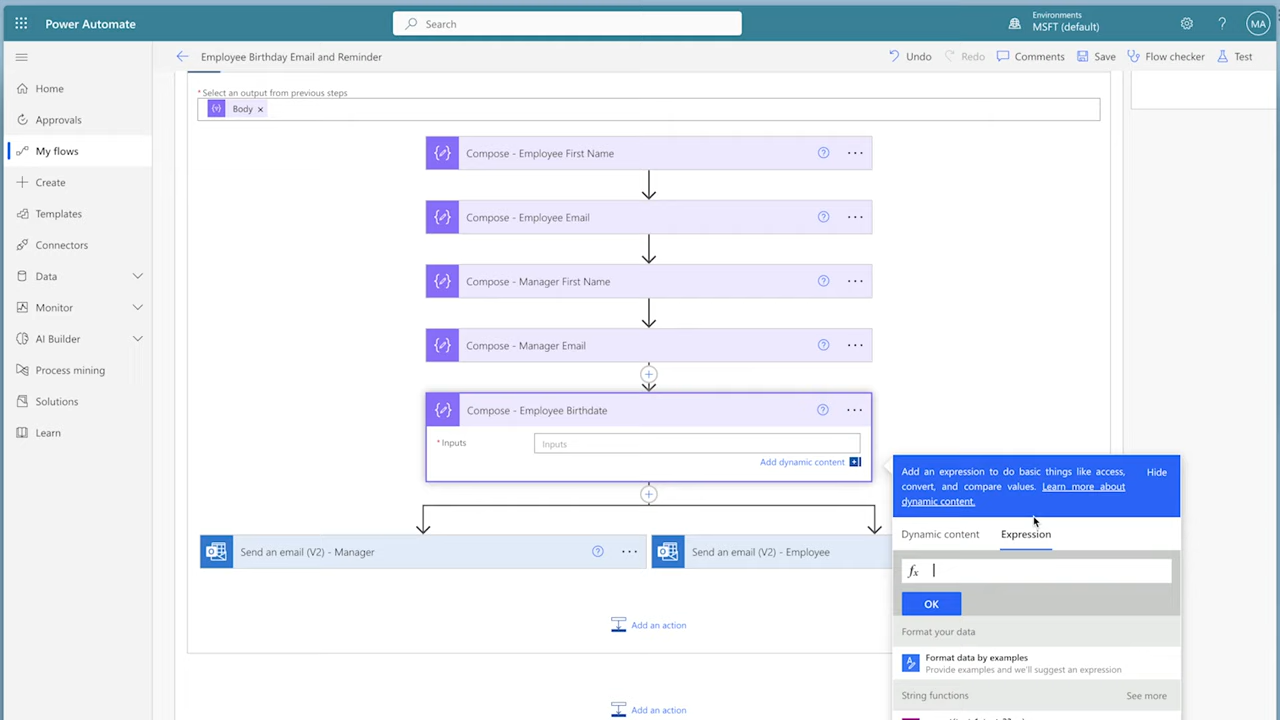 Power Automate
Search
Environments
MSFT (default)
MA
Employee Birthday Email and Reminder
Undo
Redo
Comments
Save
Flow checker
Test
Home
Approvals
My flows
Create
Templates
Connectors
Data
Monitor
AI Builder
Process mining
Solutions
Learn
* Select an output from previous steps
Body ×
Compose - Employee First Name
Compose - Employee Email
Compose - Manager First Name
Compose - Manager Email
Compose - Employee Birthdate
* Inputs
Inputs
Add dynamic content
Send an email (V2) - Manager
Send an email (V2) - Employee
Add an action
Add an action
Add an expression to do basic things like access,
convert, and compare values. Learn more about
dynamic content.
Hide
Dynamic content
Expression
fx
OK
Format your data
Format data by examples
Provide examples and we'll suggest an expression
String functions
See more